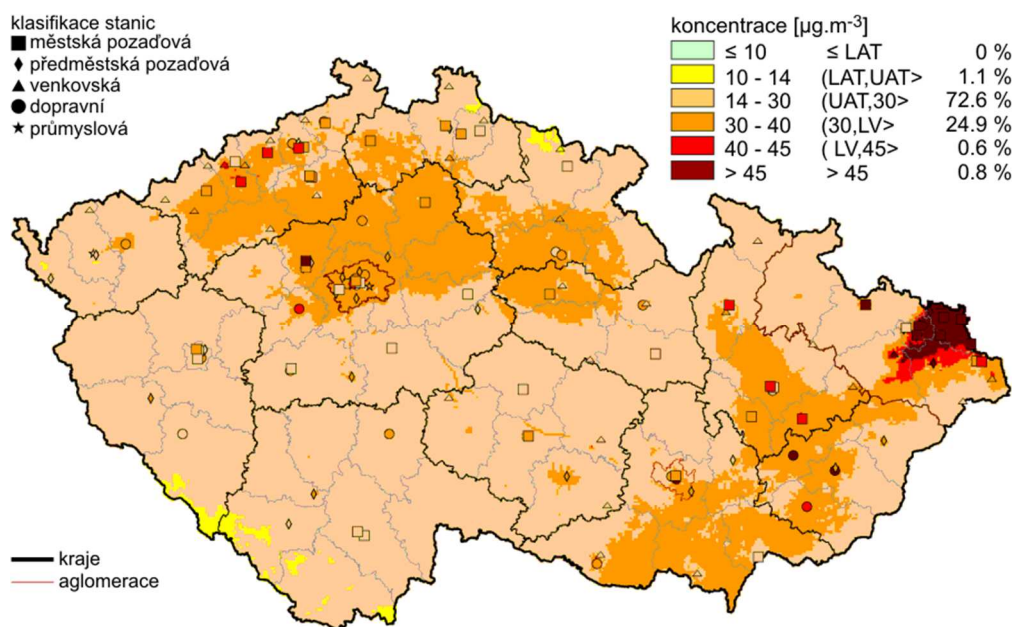 klasifikace stanic
městská pozaďová
předměstská pozaďová
venkovská
dopravní
průmyslová
koncentrace [µg.m-3]
≤ 10 ≤ LAT 0 %
10 - 14 (LAT,UAT> 1.1 %
14 - 30 (UAT,30> 72.6 %
30 - 40 (30,LV> 24.9 %
40 - 45 ( LV,45> 0.6 %
> 45 > 45 0.8 %
kraje
aglomerace